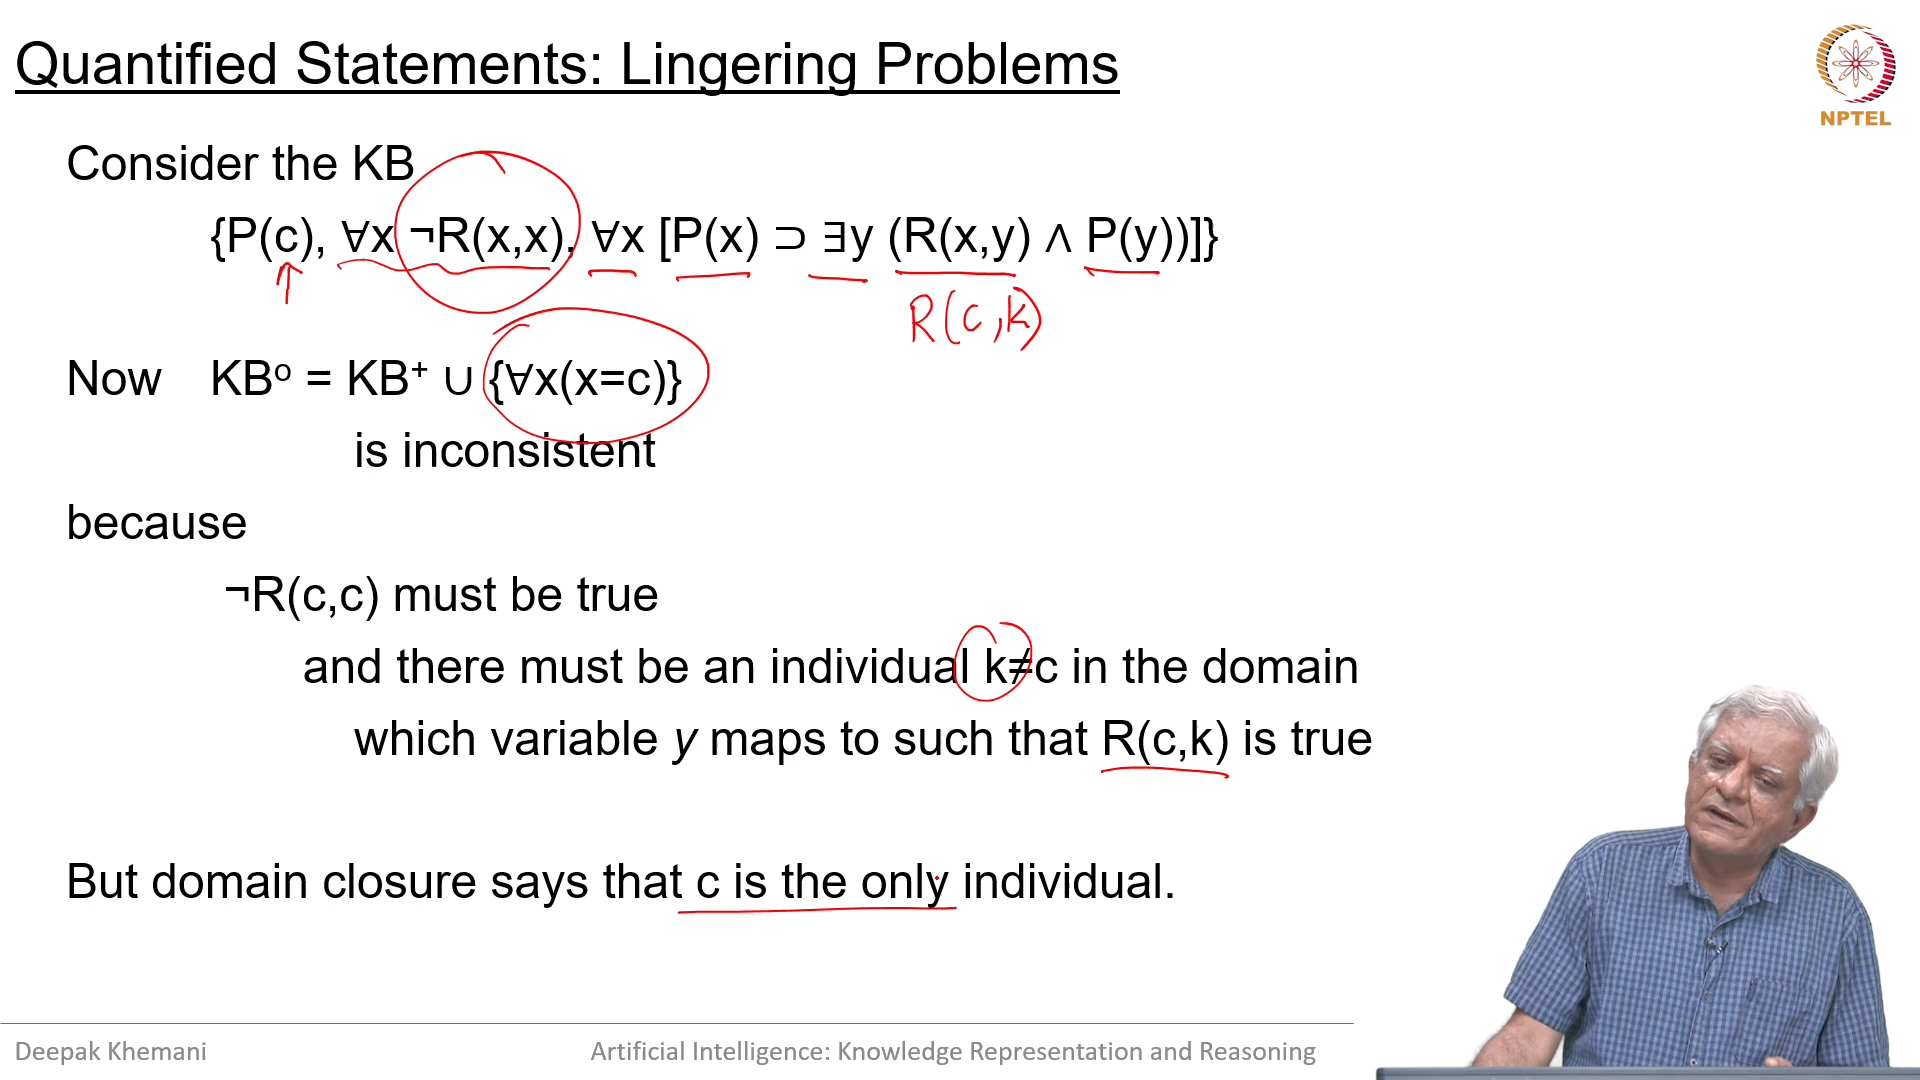 Quantified Statements: Lingering Problems
NPTEL
Consider the KB
{P(c), ∀x ¬R(x,x), ∀x [P(x) ⊃ ∃y (R(x,y) ∧ P(y))]}
R(c,k)
Now KBᵒ = KB⁺ ∪ {∀x(x=c)}
is inconsistent
because
¬R(c,c) must be true
and there must be an individual k≠c in the domain
which variable y maps to such that R(c,k) is true
But domain closure says that c is the only individual.
Deepak Khemani
Artificial Intelligence: Knowledge Representation and Reasoning